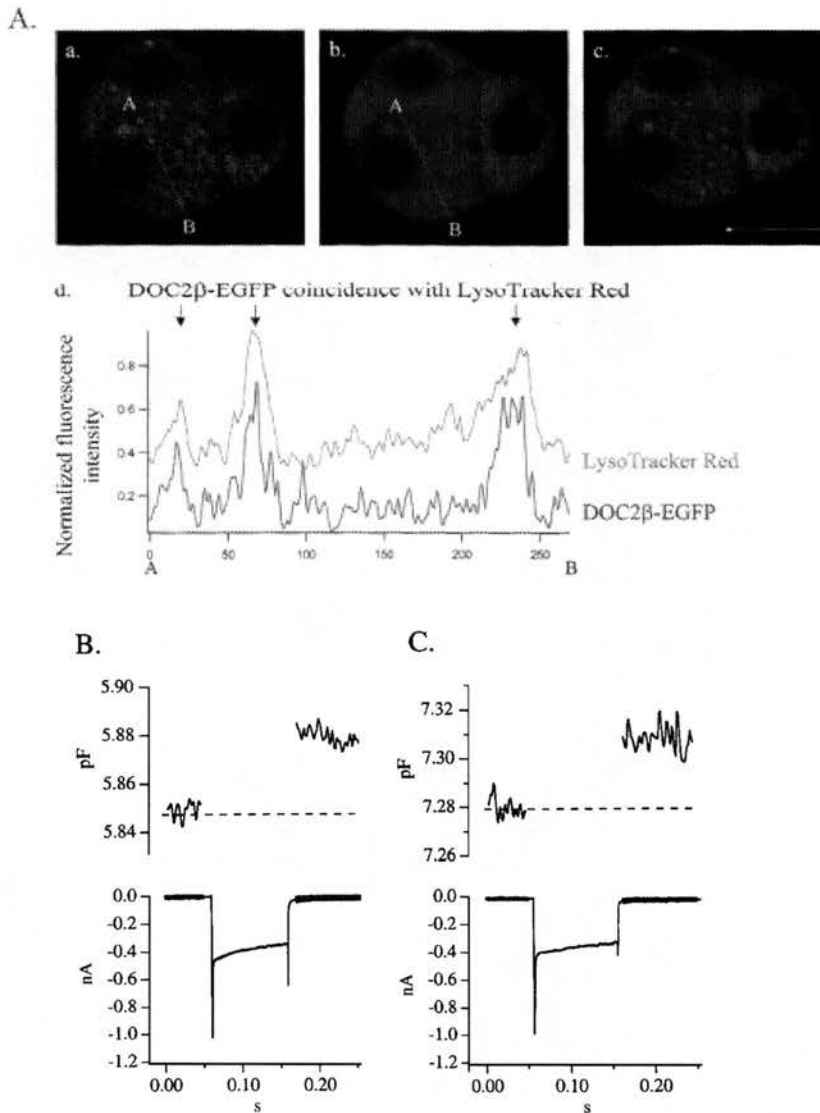 A.
a.
b.
c.
A
B
A
B
d. DOC2β-EGFP coincidence with LysoTracker Red
Normalized fluorescence
intensity
0.8
0.6
0.4
0.2
LysoTracker Red
DOC2β-EGFP
0 50 100 150 200 250
A B
B.
C.
pF
5.90
5.88
5.86
5.84
pF
7.32
7.30
7.28
7.26
nA
0.0
-0.2
-0.4
-0.6
-0.8
-1.0
-1.2
0.00 0.10 0.20
s
nA
0.0
-0.2
-0.4
-0.6
-0.8
-1.0
-1.2
0.00 0.10 0.20
s